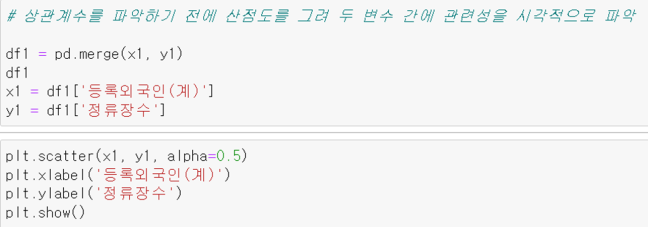 # 상관계수를 파악하기 전에 산점도를 그려 두 변수 간에 관련성을 시각적으로 파악
df1 = pd.merge(x1, y1)
df1
x1 = df1['등록외국인(계)']
y1 = df1['정류장수']
plt.scatter(x1, y1, alpha=0.5)
plt.xlabel('등록외국인(계)')
plt.ylabel('정류장수')
plt.show()